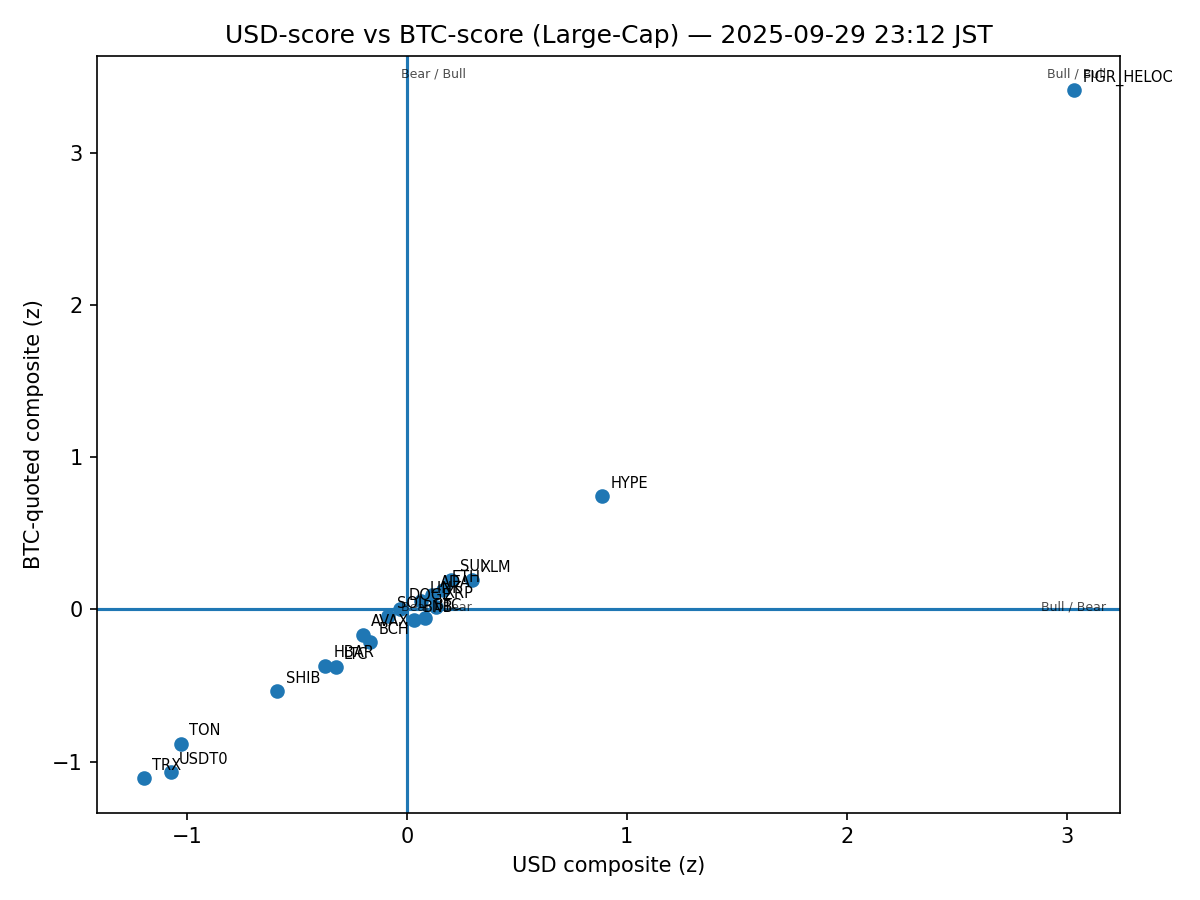 USD-score vs BTC-score (Large-Cap) — 2025-09-29 23:12 JST
Bear / Bull
Bull / Bull
FIGR_HELOC
3
2
1
0
−1
BTC-quoted composite (z)
HYPE
SUI
XLM
ETH
ADA
XRP
DOGE
SOL
BNB
BTC
Bull / Bear
AVAX
BCH
HBAR
LTC
SHIB
TON
USDT0
TRX
−1
0
1
2
3
USD composite (z)